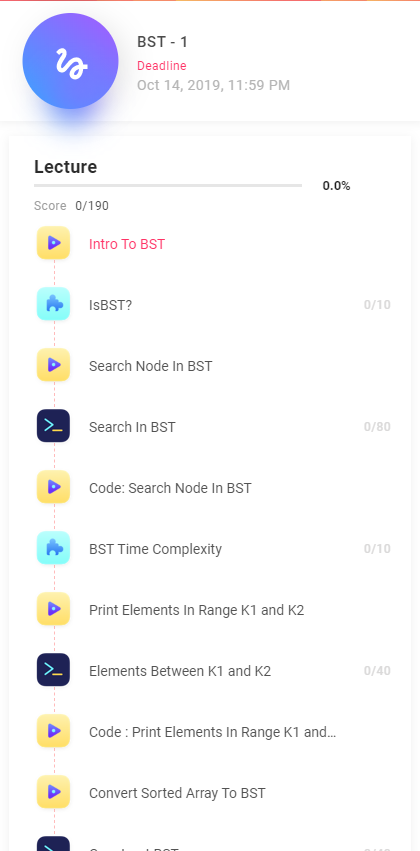 BST - 1
Deadline
Oct 14, 2019, 11:59 PM
Lecture
0.0%
Score 0/190
Intro To BST
IsBST? 0/10
Search Node In BST
Search In BST 0/80
Code: Search Node In BST
BST Time Complexity 0/10
Print Elements In Range K1 and K2
Elements Between K1 and K2 0/40
Code : Print Elements In Range K1 and...
Convert Sorted Array To BST